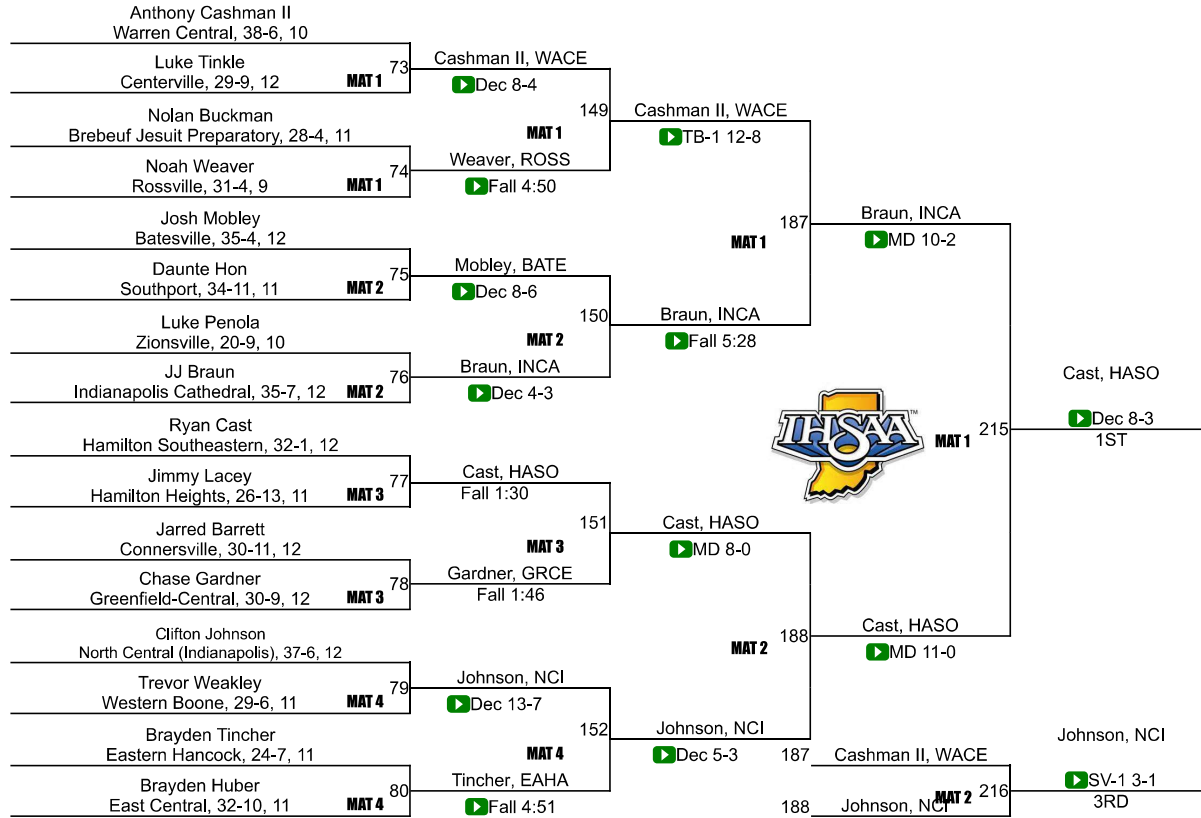 Anthony Cashman II
Warren Central, 38-6, 10
Luke Tinkle
Centerville, 29-9, 12
MAT 1
73
Nolan Buckman
Brebeuf Jesuit Preparatory, 28-4, 11
Noah Weaver
Rossville, 31-4, 9
MAT 1
74
Josh Mobley
Batesville, 35-4, 12
Daunte Hon
Southport, 34-11, 11
MAT 2
75
Luke Penola
Zionsville, 20-9, 10
JJ Braun
Indianapolis Cathedral, 35-7, 12
MAT 2
76
Ryan Cast
Hamilton Southeastern, 32-1, 12
Jimmy Lacey
Hamilton Heights, 26-13, 11
MAT 3
77
Jarred Barrett
Connersville, 30-11, 12
Chase Gardner
Greenfield-Central, 30-9, 12
MAT 3
78
Clifton Johnson
North Central (Indianapolis), 37-6, 12
Trevor Weakley
Western Boone, 29-6, 11
MAT 4
79
Brayden Tincher
Eastern Hancock, 24-7, 11
Brayden Huber
East Central, 32-10, 11
MAT 4
80
Cashman II, WACE
Dec 8-4
149
MAT 1
Weaver, ROSS
Fall 4:50
Mobley, BATE
Dec 8-6
150
MAT 2
Braun, INCA
Dec 4-3
Cast, HASO
Fall 1:30
151
MAT 3
Gardner, GRCE
Fall 1:46
Johnson, NCI
Dec 13-7
152
MAT 4
Tincher, EAHA
Fall 4:51
Cashman II, WACE
TB-1 12-8
187
MAT 1
Braun, INCA
Fall 5:28
Cast, HASO
MD 8-0
188
MAT 2
Johnson, NCI
Dec 5-3
Braun, INCA
MD 10-2
IHSAA™
MAT 1
215
Cast, HASO
MD 11-0
Cast, HASO
Dec 8-3
1ST
187
Cashman II, WACE
MAT 2
216
188
Johnson, NCI
Johnson, NCI
SV-1 3-1
3RD